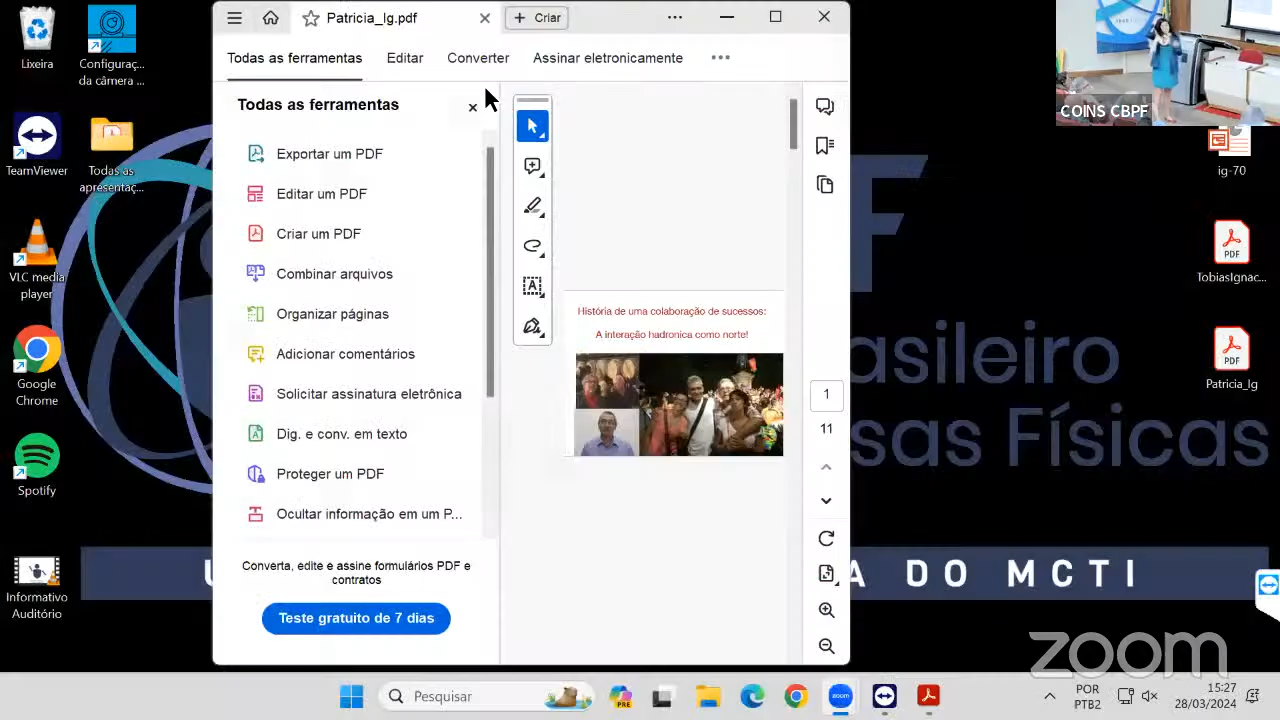 Patricia_Ig.pdf
Criar
Todas as ferramentas
Editar
Converter
Assinar eletronicamente
Todas as ferramentas
Exportar um PDF
Editar um PDF
Criar um PDF
Combinar arquivos
Organizar páginas
Adicionar comentários
Solicitar assinatura eletrônica
Dig. e conv. em texto
Proteger um PDF
Ocultar informação em um P...
Converta, edite e assine formulários PDF e
contratos
Teste gratuito de 7 dias
História de uma colaboração de sucessos:
A interação hadronica como norte!
1
11
Lixeira
Configuraç...
da câmera ...
TeamViewer
Todas as
apresentaç...
VLC media
player
Google
Chrome
Spotify
Informativo
Auditório
COINS CBPF
ig-70
PDF
TobiasIgnac...
PDF
Patricia_Ig
F
asileiro
sas Físicas
U
A DO MCTI
zoom
Pesquisar
PRE
zoom
POR
PTB2
15:27
28/03/2024